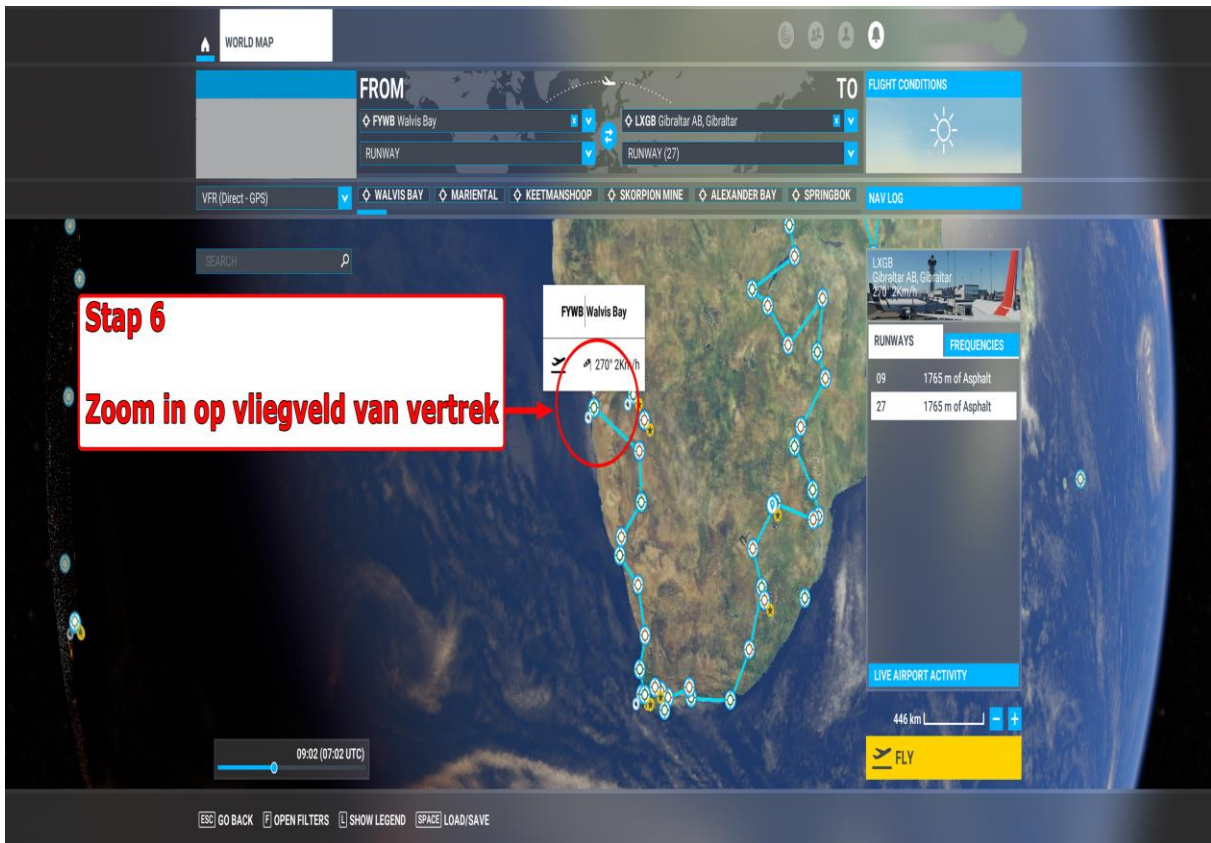 WORLD MAP
FROM
TO
FLIGHT CONDITIONS
FYWB Walvis Bay
x
LXGB Gibraltar AB, Gibraltar
x
RUNWAY
RUNWAY (27)
VFR (Direct - GPS)
WALVIS BAY
MARIENTAL
KEETMANSHOOP
SKORPION MINE
ALEXANDER BAY
SPRINGBOK
NAV LOG
SEARCH
LXGB
Gibraltar AB, Gibraltar
270° 2Km/h
Stap 6
Zoom in op vliegveld van vertrek
FYWB Walvis Bay
270° 2Km/h
RUNWAYS
FREQUENCIES
09 1765 m of Asphalt
27 1765 m of Asphalt
LIVE AIRPORT ACTIVITY
446 km
FLY
09:02 (07:02 UTC)
ESC GO BACK F OPEN FILTERS L SHOW LEGEND SPACE LOAD/SAVE